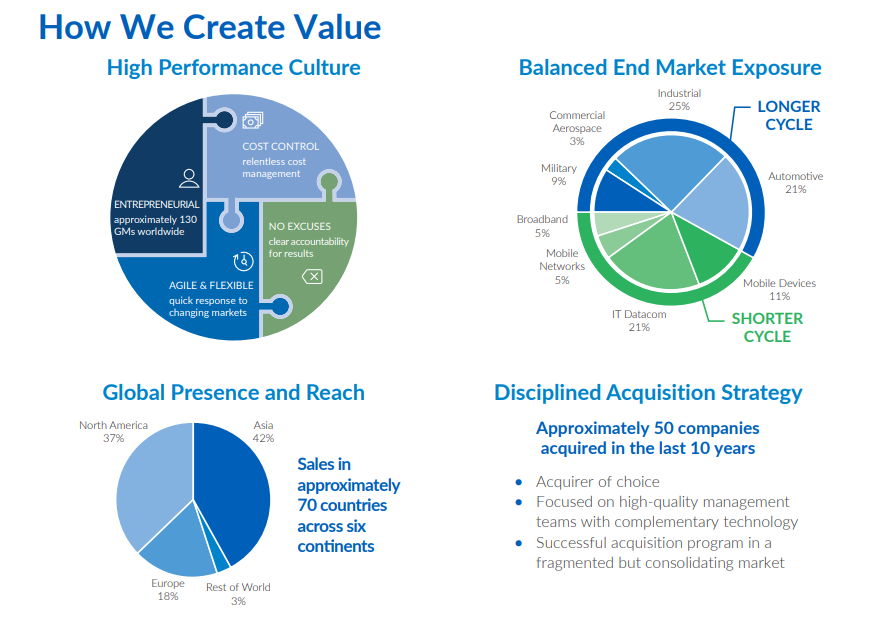 How We Create Value
High Performance Culture
COST CONTROL
relentless cost
management
ENTREPRENEURIAL
approximately 130
GMs worldwide
NO EXCUSES
clear accountability
for results
AGILE & FLEXIBLE
quick response to
changing markets
Balanced End Market Exposure
Industrial
25%
LONGER
CYCLE
Commercial
Aerospace
3%
Military
9%
Automotive
21%
Broadband
5%
Mobile
Networks
5%
Mobile Devices
11%
IT Datacom
21%
SHORTER
CYCLE
Global Presence and Reach
North America
37%
Asia
42%
Sales in
approximately
70 countries
across six
continents
Europe
18%
Rest of World
3%
Disciplined Acquisition Strategy
Approximately 50 companies
acquired in the last 10 years
• Acquirer of choice
• Focused on high-quality management
teams with complementary technology
• Successful acquisition program in a
fragmented but consolidating market